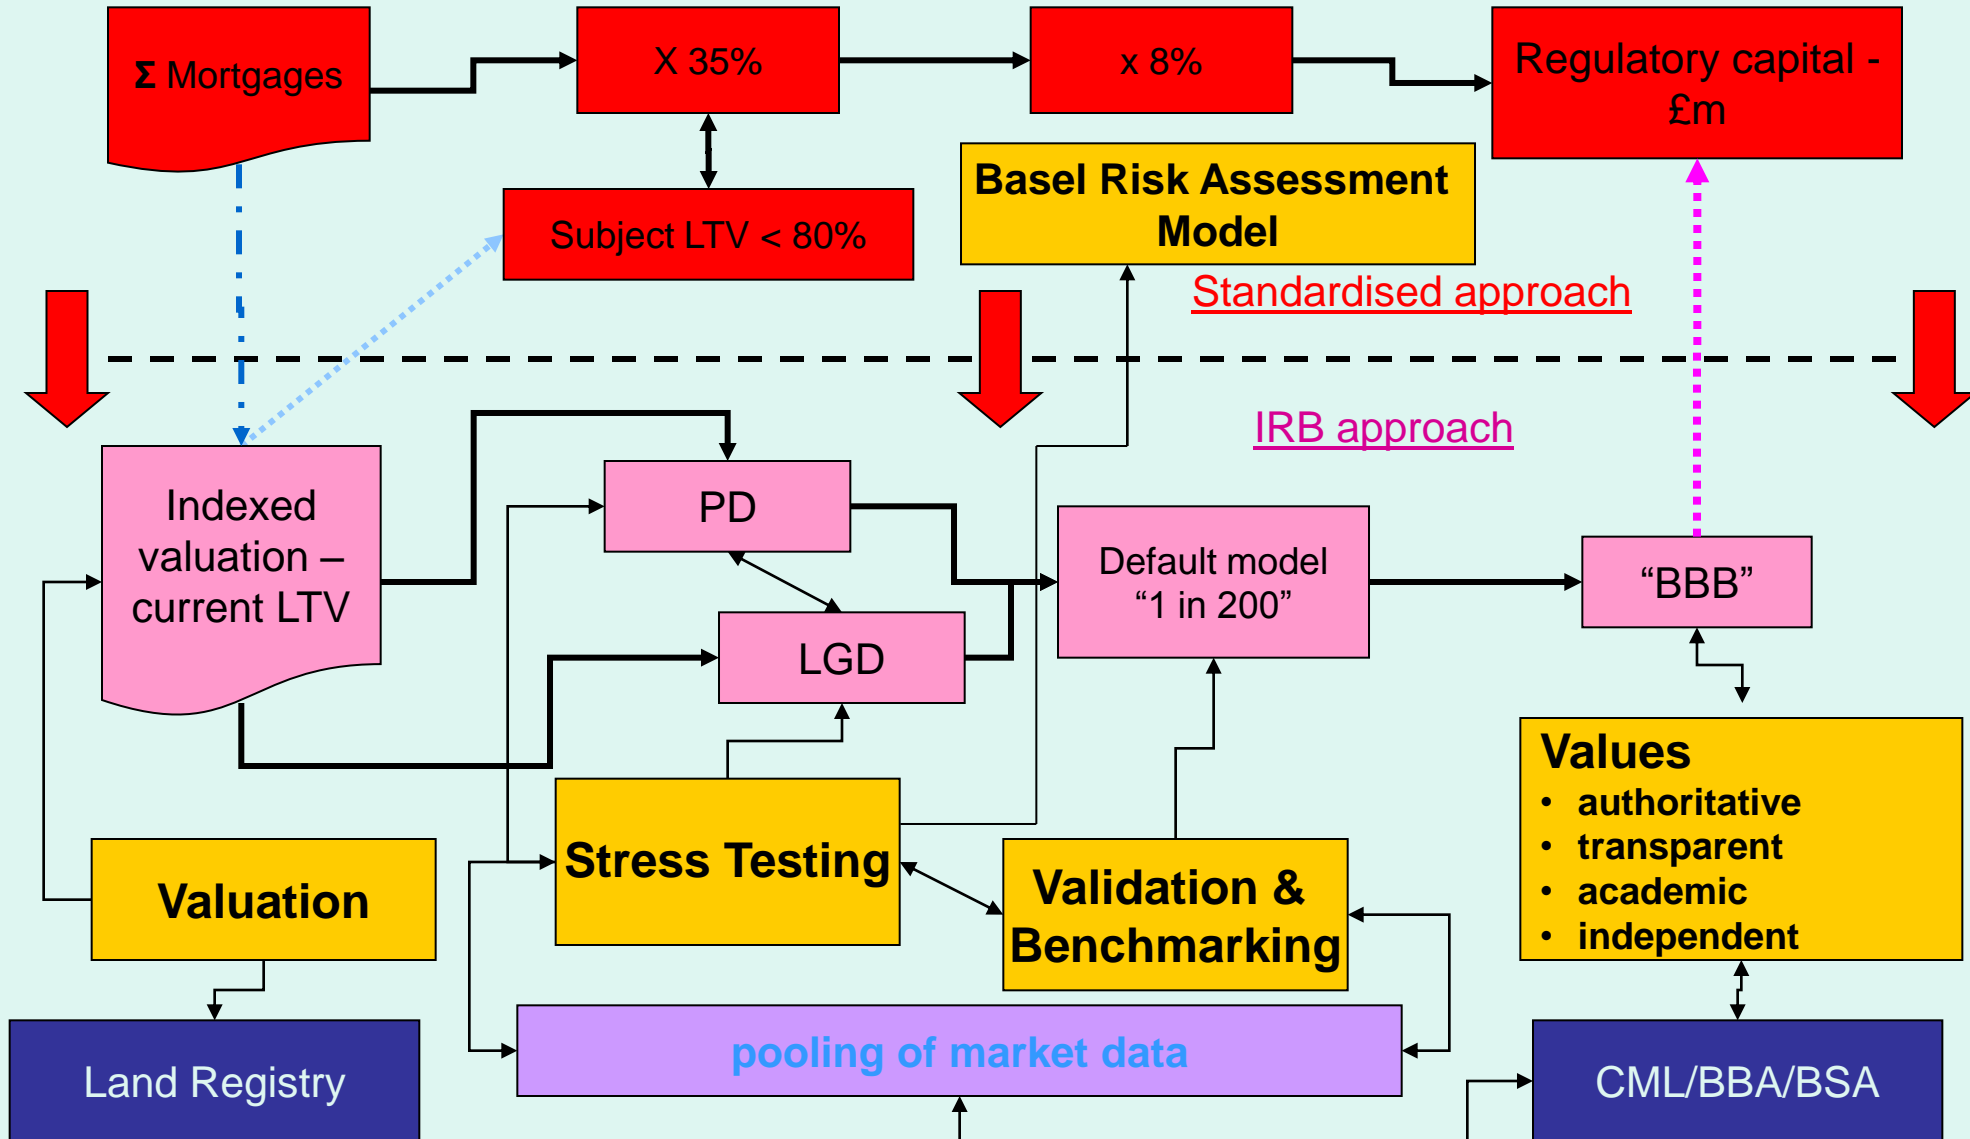 Σ Mortgages
X 35%
x 8%
Regulatory capital -
£m
Basel Risk Assessment
Model
Subject LTV < 80%
Standardised approach
IRB approach
Indexed
valuation –
current LTV
PD
LGD
Default model
“1 in 200”
“BBB”
Values
• authoritative
• transparent
• academic
• independent
Stress Testing
Validation &
Benchmarking
Valuation
pooling of market data
Land Registry
CML/BBA/BSA